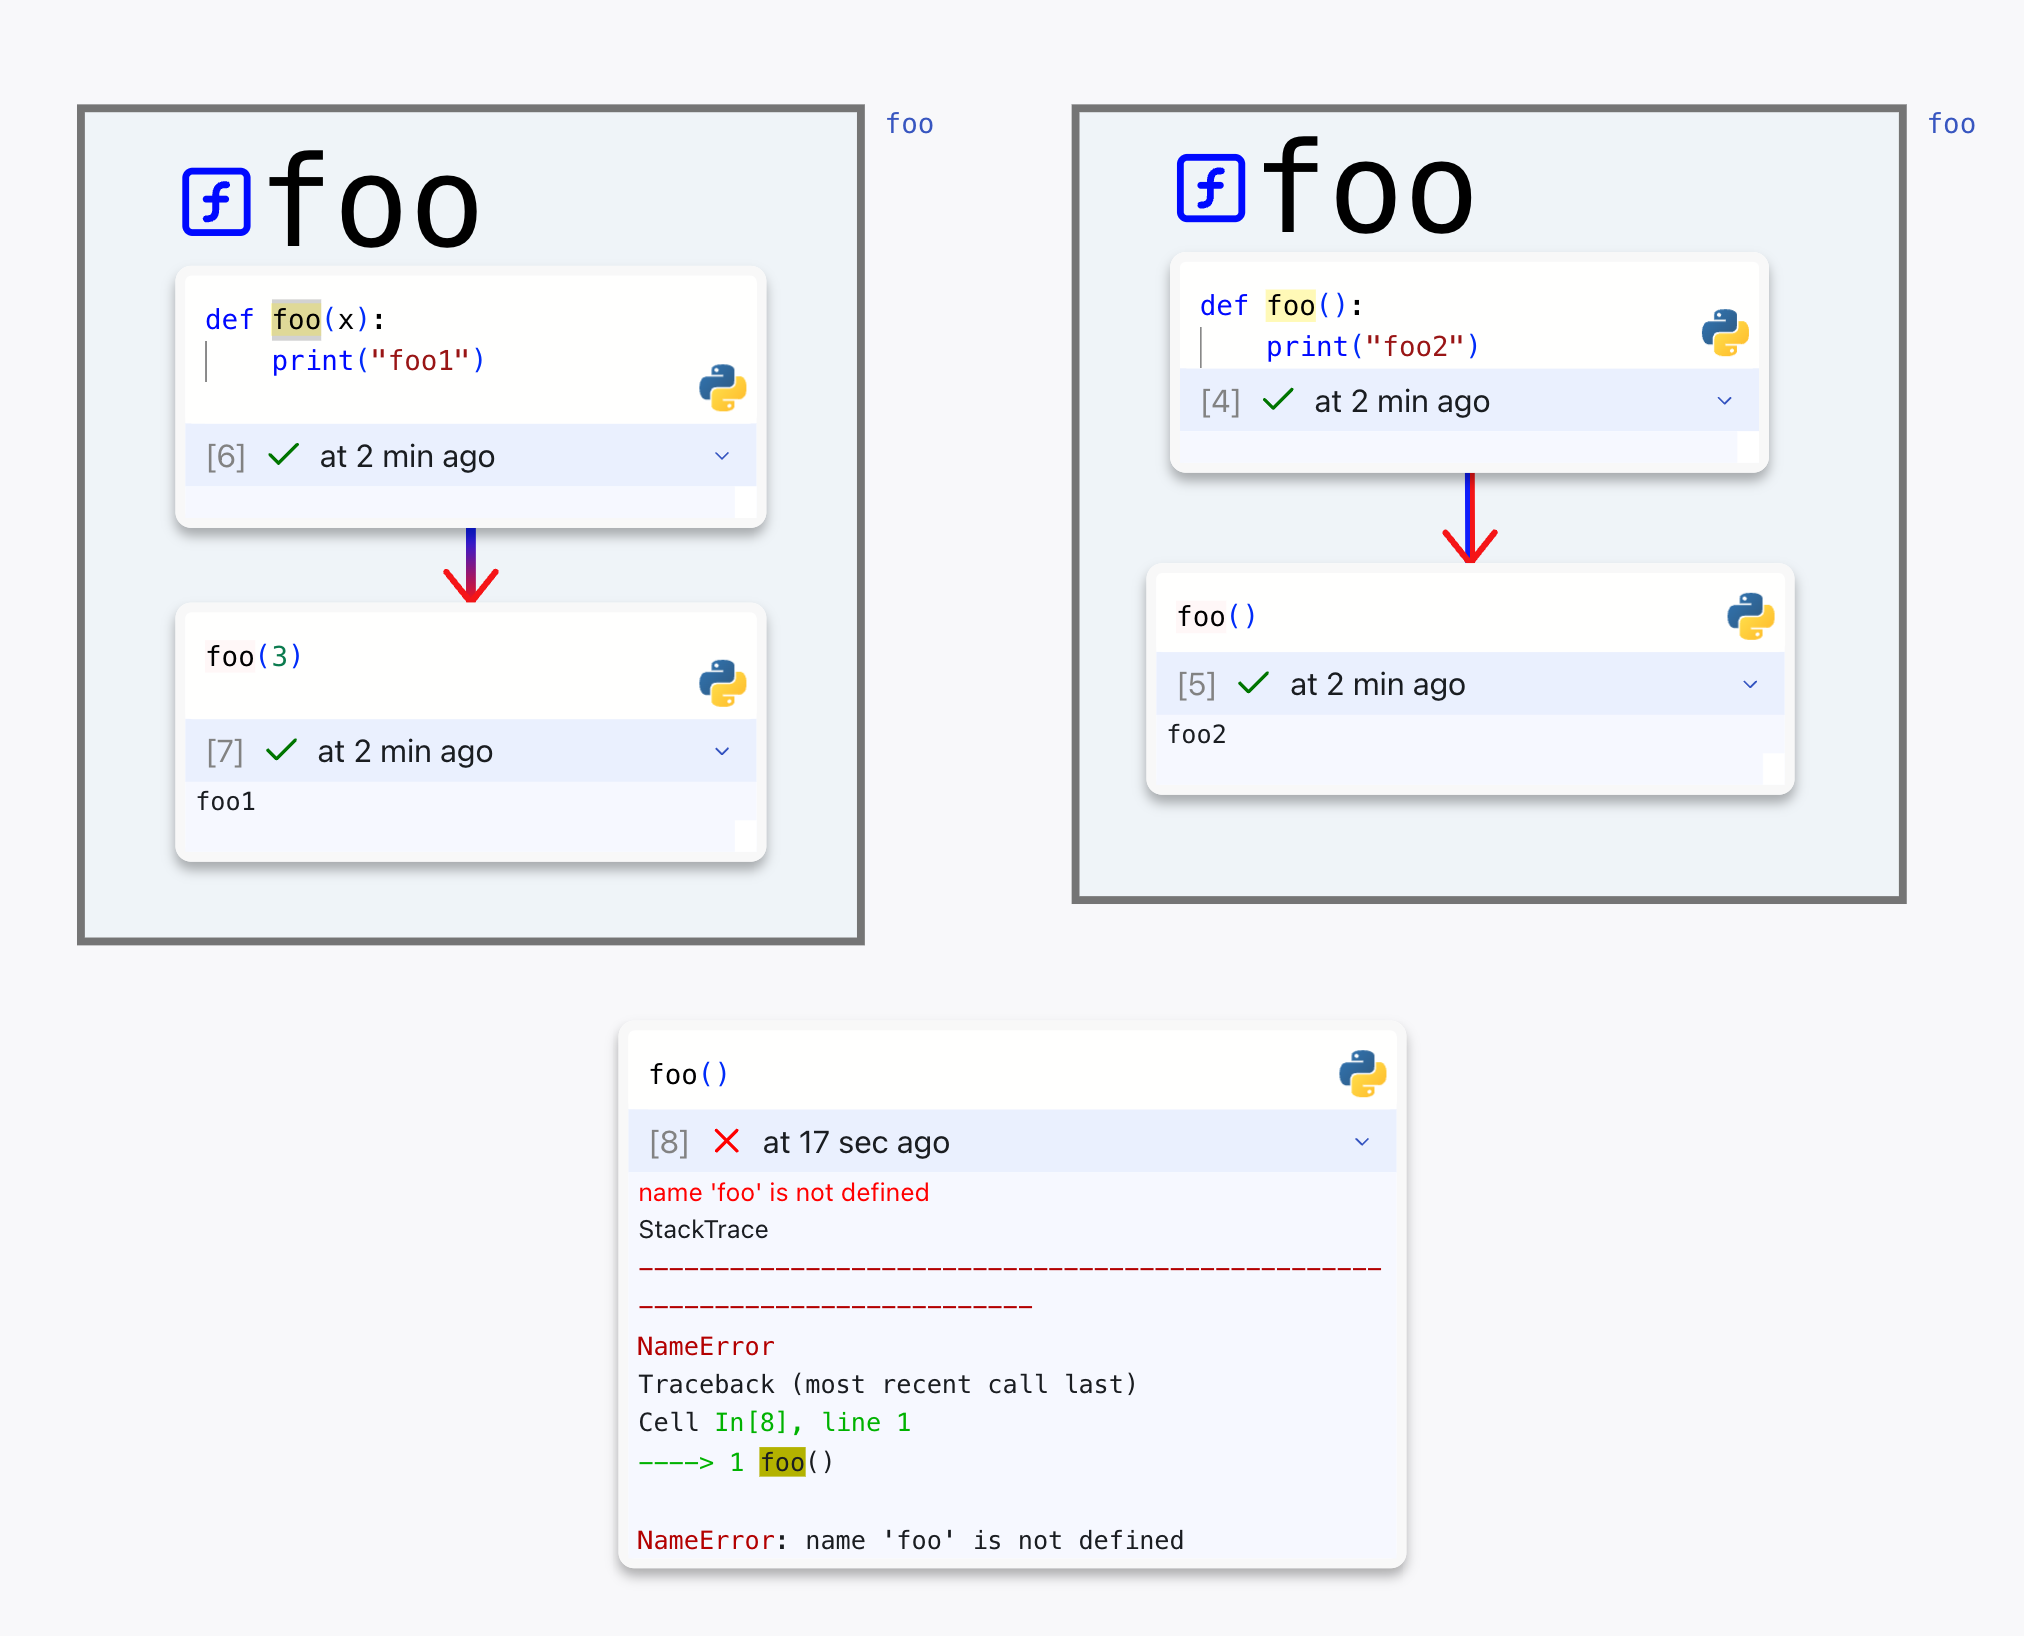 foo
foo
def foo(x):
    print("foo1")
[6] at 2 min ago
foo(3)
[7] at 2 min ago
foo1
foo
foo
def foo():
    print("foo2")
[4] at 2 min ago
foo()
[5] at 2 min ago
foo2
foo()
[8] at 17 sec ago
name 'foo' is not defined
StackTrace
-------------------------------------------------
--------------------------
NameError
Traceback (most recent call last)
Cell In[8], line 1
----> 1 foo()
NameError: name 'foo' is not defined